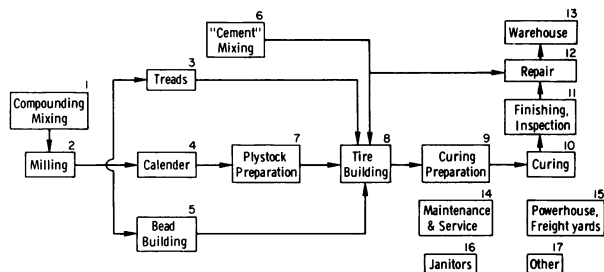 1
Compounding
Mixing
2
Milling
3
Treads
4
Calender
5
Bead
Building
6
"Cement"
Mixing
7
Plystock
Preparation
8
Tire
Building
9
Curing
Preparation
10
Curing
11
Finishing,
Inspection
12
Repair
13
Warehouse
14
Maintenance
& Service
15
Powerhouse,
Freight yards
16
Janitors
17
Other